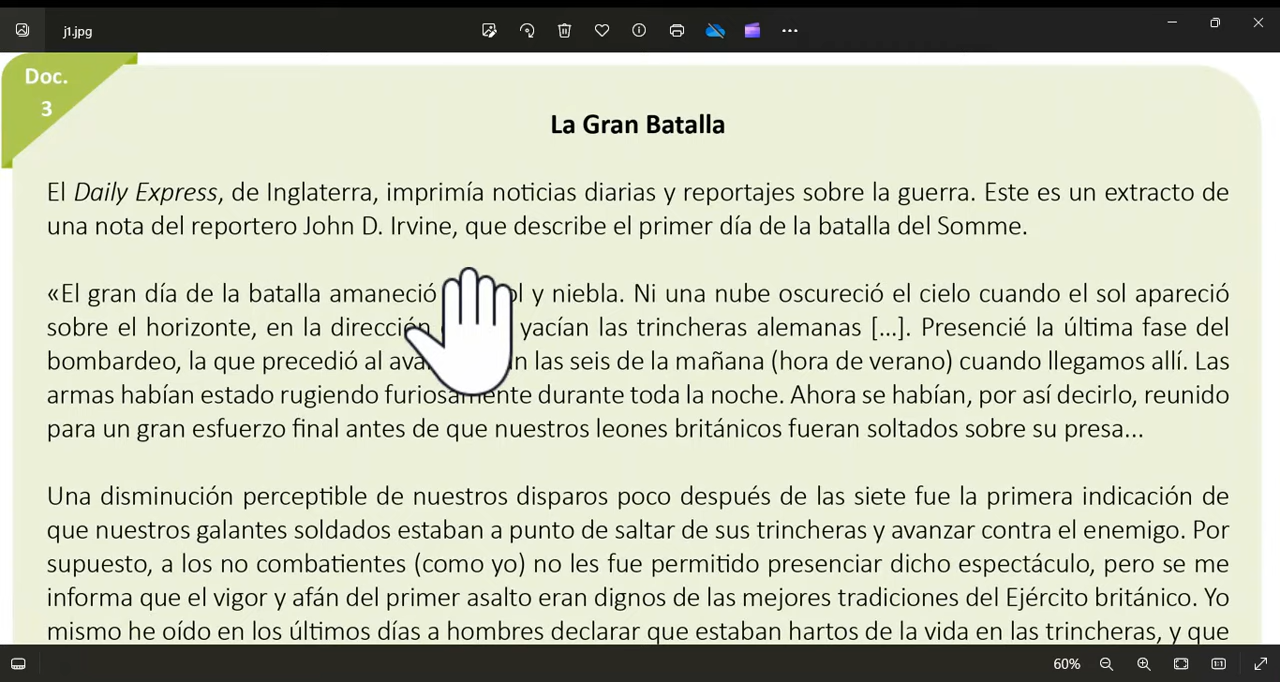 j1.jpg
Doc.
3
La Gran Batalla
El Daily Express, de Inglaterra, imprimía noticias diarias y reportajes sobre la guerra. Este es un extracto de
una nota del reportero John D. Irvine, que describe el primer día de la batalla del Somme.
«El gran día de la batalla amaneció y niebla. Ni una nube oscureció el cielo cuando el sol apareció
sobre el horizonte, en la dirección yacían las trincheras alemanas [...]. Presencié la última fase del
bombardeo, la que precedió al las seis de la mañana (hora de verano) cuando llegamos allí. Las
armas habían estado rugiendo furiosamente durante toda la noche. Ahora se habían, por así decirlo, reunido
para un gran esfuerzo final antes de que nuestros leones británicos fueran soltados sobre su presa...
Una disminución perceptible de nuestros disparos poco después de las siete fue la primera indicación de
que nuestros galantes soldados estaban a punto de saltar de sus trincheras y avanzar contra el enemigo. Por
supuesto, a los no combatientes (como yo) no les fue permitido presenciar dicho espectáculo, pero se me
informa que el vigor y afán del primer asalto eran dignos de las mejores tradiciones del Ejército británico. Yo
mismo he oído en los últimos días a hombres declarar que estaban hartos de la vida en las trincheras, y que
60%